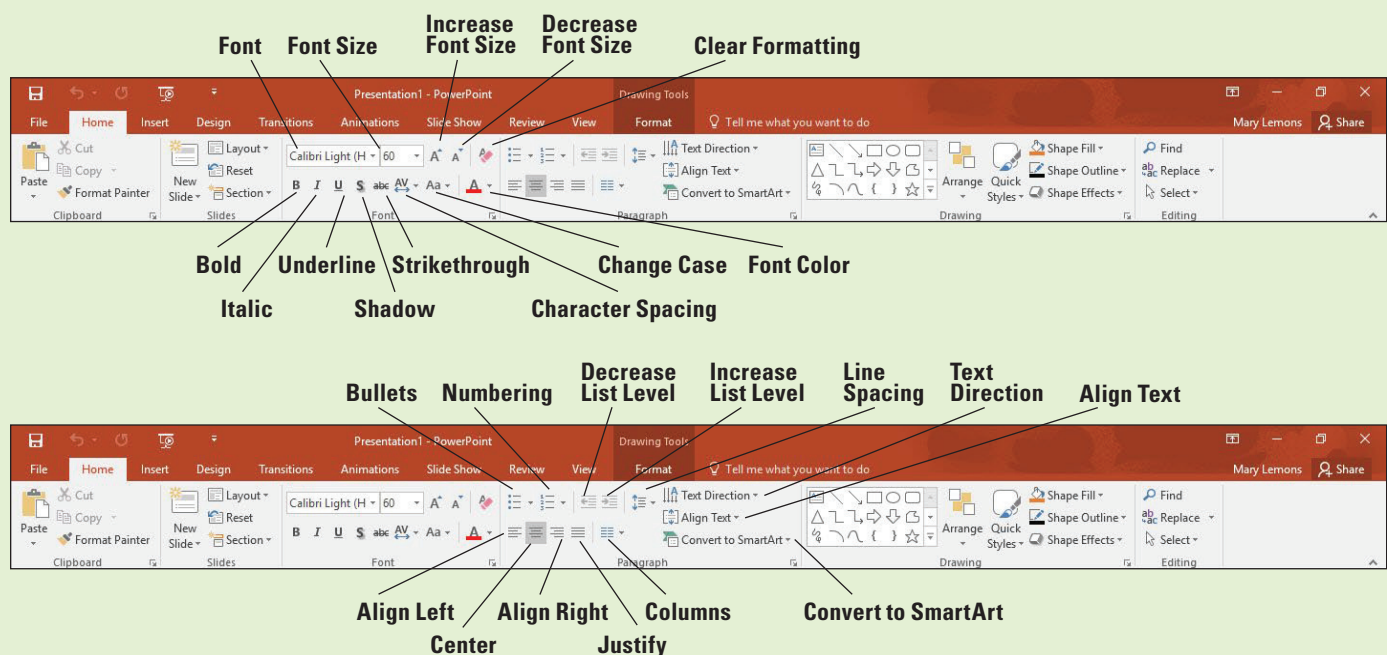 Increase Decrease
Font Font Size Font Size Font Size Clear Formatting
Presentation1 - PowerPoint Drawing Tools
File Home Insert Design Transitions Animations Slide Show Review View Format Tell me what you want to do Mary Lemons Share
Cut Layout Calibri Light (H 60 A A Text Direction Shape Fill Find
Copy Reset Align Text Shape Outline Replace
Paste Format Painter New Slide Section B I U S abc AV Aa A Convert to SmartArt Arrange Quick Styles Shape Effects Select
Clipboard Slides Font Paragraph Drawing Editing
Bold Underline Strikethrough Change Case Font Color
Italic Shadow Character Spacing
Decrease Increase Line Text
Bullets Numbering List Level List Level Spacing Direction Align Text
Presentation1 - PowerPoint Drawing Tools
File Home Insert Design Transitions Animations Slide Show Review View Format Tell me what you want to do Mary Lemons Share
Cut Layout Calibri Light (H 60 A A Text Direction Shape Fill Find
Copy Reset Align Text Shape Outline Replace
Paste Format Painter New Slide Section B I U S abc AV Aa A Convert to SmartArt Arrange Quick Styles Shape Effects Select
Clipboard Slides Font Paragraph Drawing Editing
Align Left Align Right Columns Convert to SmartArt
Center Justify